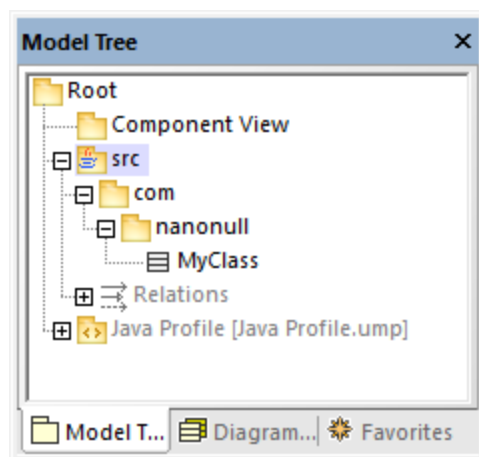 Model Tree
Root
Component View
src
com
nanonull
MyClass
Relations
Java Profile [Java Profile.ump]
Model T... Diagram... Favorites